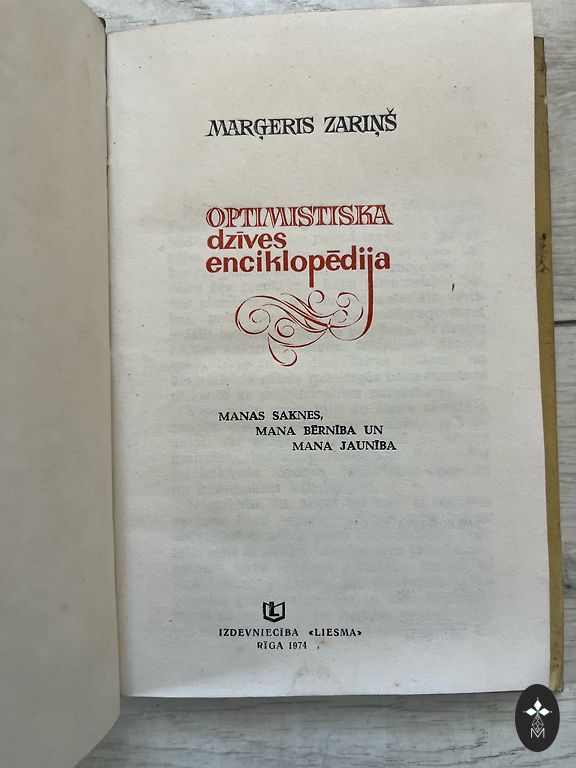 MARĢERIS ZARIŅŠ
OPTIMISTISKA
dzīves
enciklopēdija
MANAS SAKNES,
MANA BĒRNĪBA UN
MANA JAUNĪBA
IZDEVNIECĪBA «LIESMA»
RĪGA 1974
M